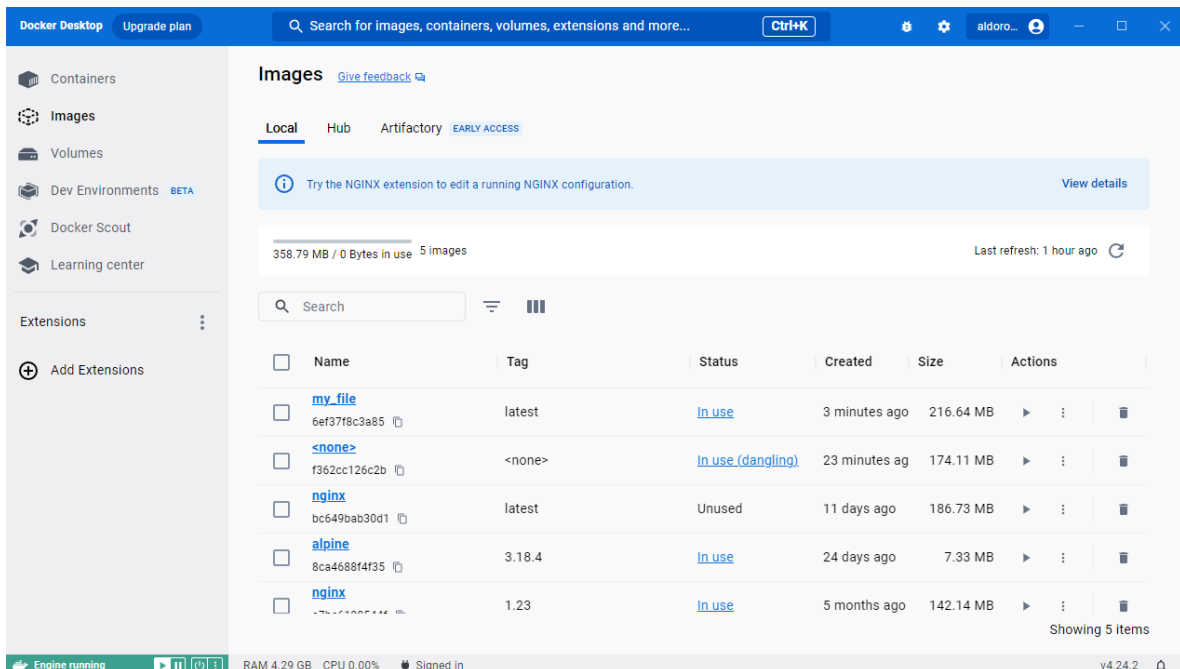 Docker Desktop Upgrade plan Search for images, containers, volumes, extensions and more... Ctrl+K aldoro...
Containers
Images
Volumes
Dev Environments BETA
Docker Scout
Learning center
Extensions
Add Extensions
Images Give feedback
Local Hub Artifactory EARLY ACCESS
Try the NGINX extension to edit a running NGINX configuration. View details
358.79 MB / 0 Bytes in use 5 images Last refresh: 1 hour ago
Search
Name Tag Status Created Size Actions
my_file latest In use 3 minutes ago 216.64 MB
6ef37f8c3a85
<none> <none> In use (dangling) 23 minutes ag 174.11 MB
f362cc126c2b
nginx latest Unused 11 days ago 186.73 MB
bc649bab30d1
alpine 3.18.4 In use 24 days ago 7.33 MB
8ca4688f4f35
nginx 1.23 In use 5 months ago 142.14 MB
Showing 5 items
Engine running RAM 4.29 GB CPU 0.00% Signed in v4.24.2